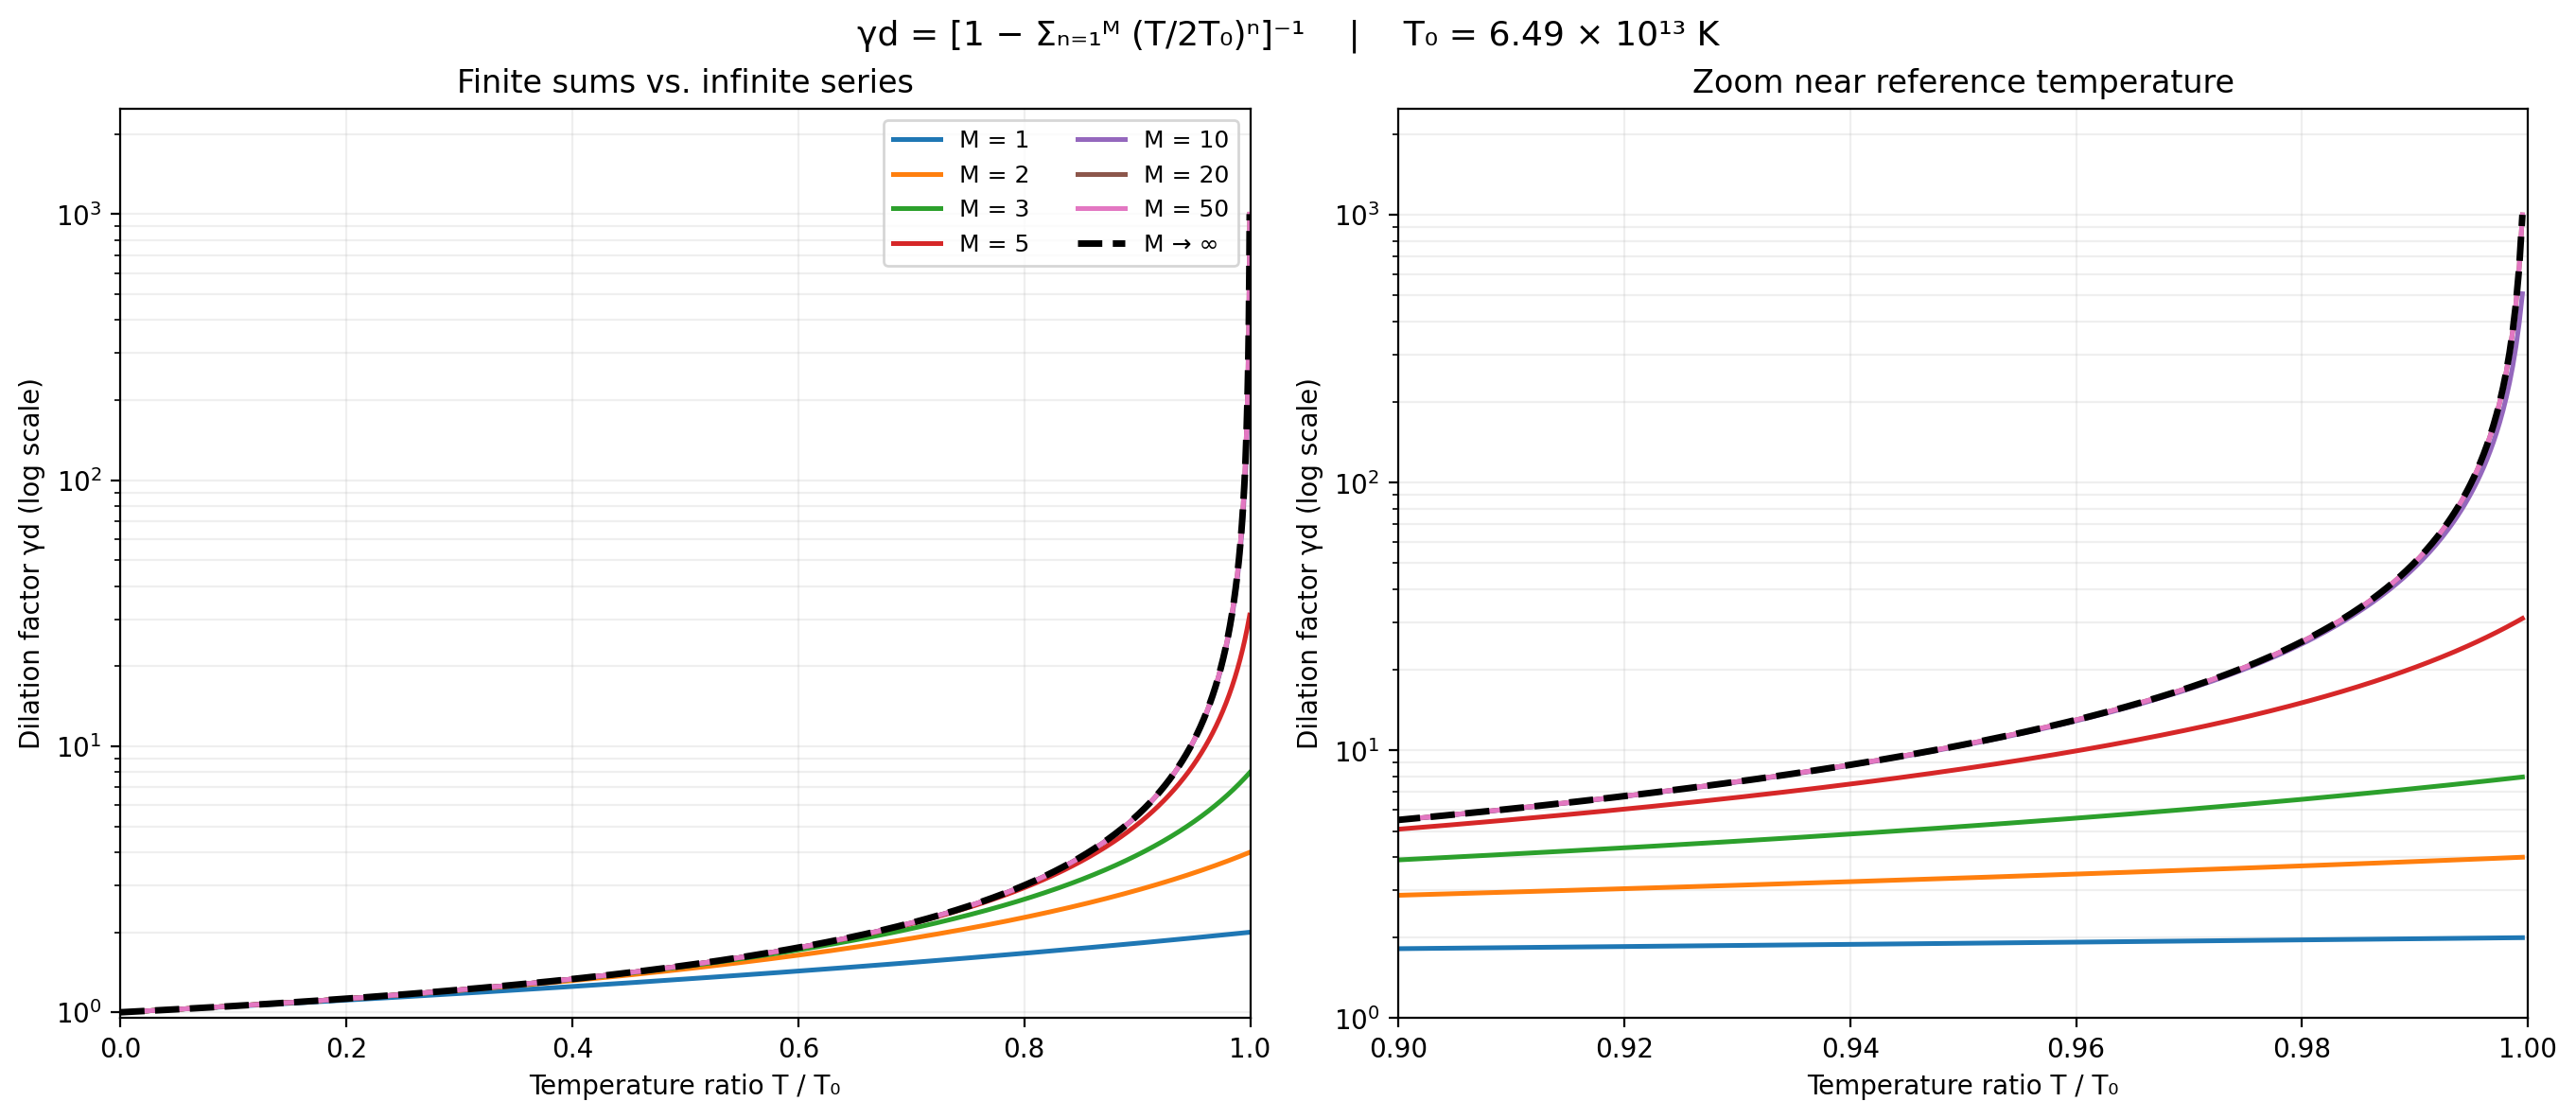 γd = [1 − Σₙ₌₁ᴹ (T/2T₀)ⁿ]⁻¹ | T₀ = 6.49 × 10¹³ K
Finite sums vs. infinite series
M = 1
M = 2
M = 3
M = 5
M = 10
M = 20
M = 50
M → ∞
Dilation factor γd (log scale)
10³
10²
10¹
10⁰
0.0 0.2 0.4 0.6 0.8 1.0
Temperature ratio T / T₀
Zoom near reference temperature
Dilation factor γd (log scale)
10³
10²
10¹
10⁰
0.90 0.92 0.94 0.96 0.98 1.00
Temperature ratio T / T₀